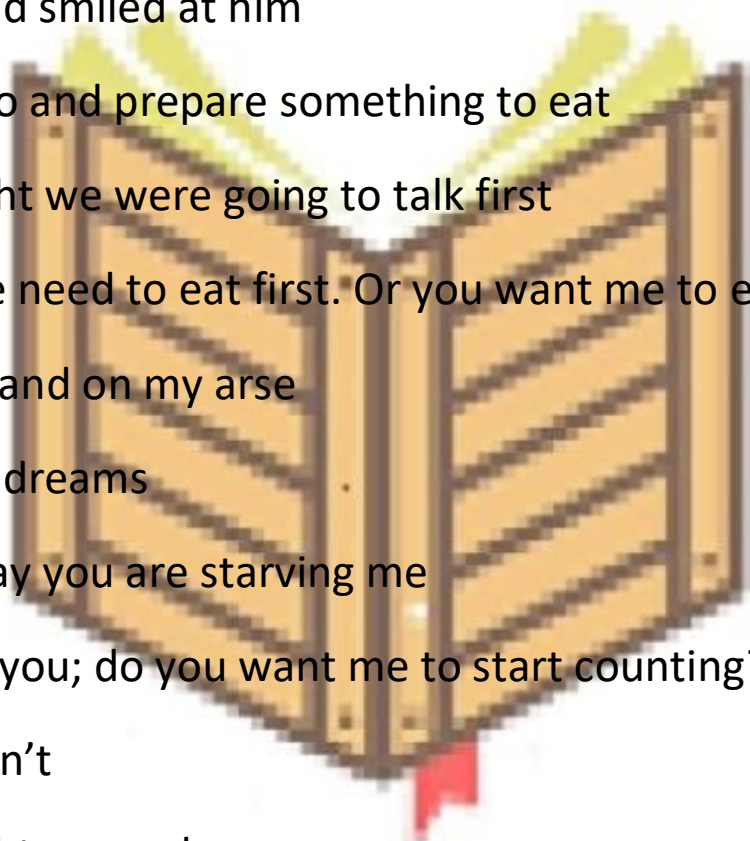 d smiled at him
o and prepare something to eat
ht we were going to talk first
e need to eat first. Or you want me to e
and on my arse
dreams
ay you are starving me
you; do you want me to start counting?
n’t